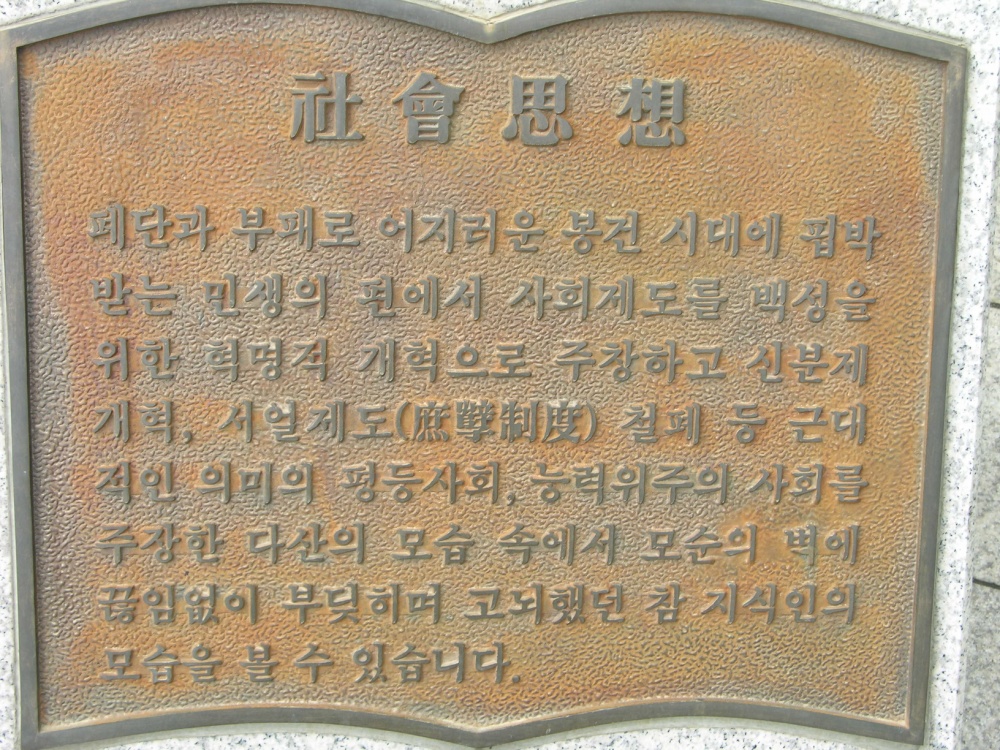 社會思想
폐단과 부패로 어지러운 봉건 시대에 핍박
받는 민생의 편에서 사회제도를 백성을
위한 혁명적 개혁으로 주창하고 신분제
개혁, 서얼제도(庶孼制度) 철폐 등 근대
적인 의미의 평등사회, 능력위주의 사회를
주장한 다산의 모습 속에서 모순의 벽에
끊임없이 부딪히며 고뇌했던 참 지식인의
모습을 볼 수 있습니다.